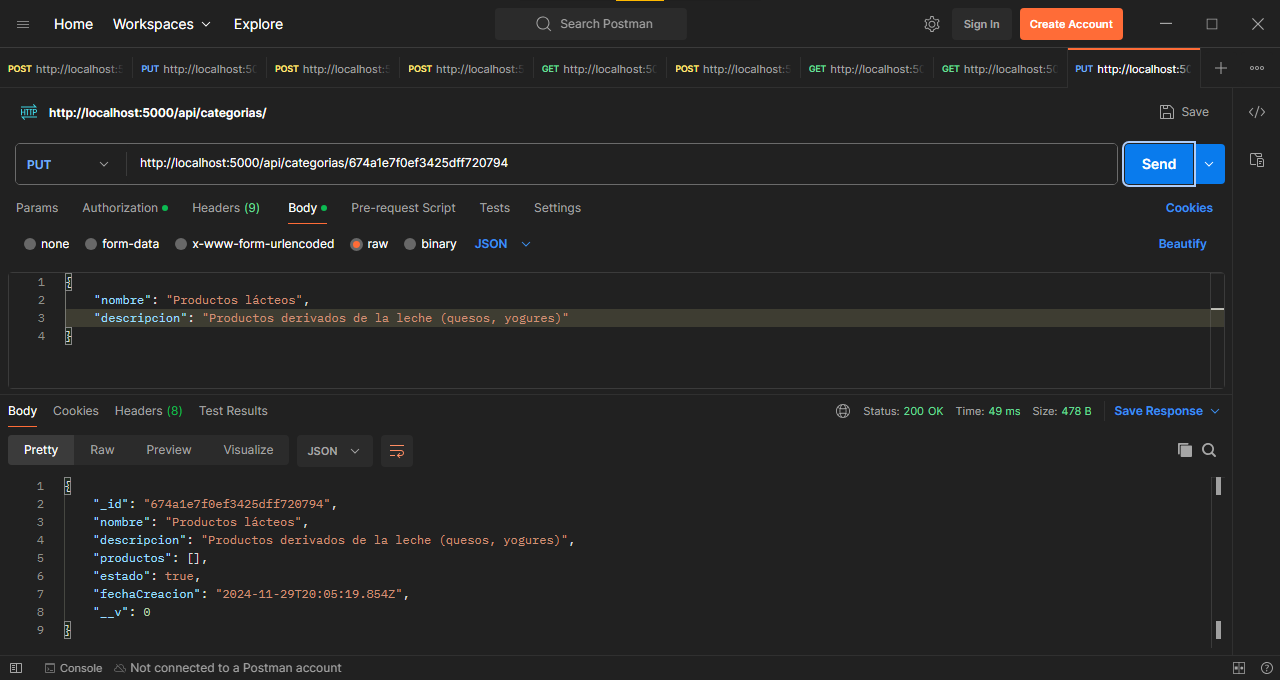 Home Workspaces Explore Search Postman Sign In Create Account
POST http://localhost:5 PUT http://localhost:50 POST http://localhost:5 POST http://localhost:5 GET http://localhost:50 POST http://localhost:5 GET http://localhost:50 GET http://localhost:50 PUT http://localhost:50
HTTP http://localhost:5000/api/categorias/ Save
PUT http://localhost:5000/api/categorias/674a1e7f0ef3425dff720794 Send
Params Authorization Headers (9) Body Pre-request Script Tests Settings Cookies
none form-data x-www-form-urlencoded raw binary JSON Beautify
1 {
2 "nombre": "Productos lácteos",
3 "descripcion": "Productos derivados de la leche (quesos, yogures)"
4 }
Body Cookies Headers (8) Test Results Status: 200 OK Time: 49 ms Size: 478 B Save Response
Pretty Raw Preview Visualize JSON
1 {
2 "_id": "674a1e7f0ef3425dff720794",
3 "nombre": "Productos lácteos",
4 "descripcion": "Productos derivados de la leche (quesos, yogures)",
5 "productos": [],
6 "estado": true,
7 "fechaCreacion": "2024-11-29T20:05:19.854Z",
8 "__v": 0
9 }
Console Not connected to a Postman account